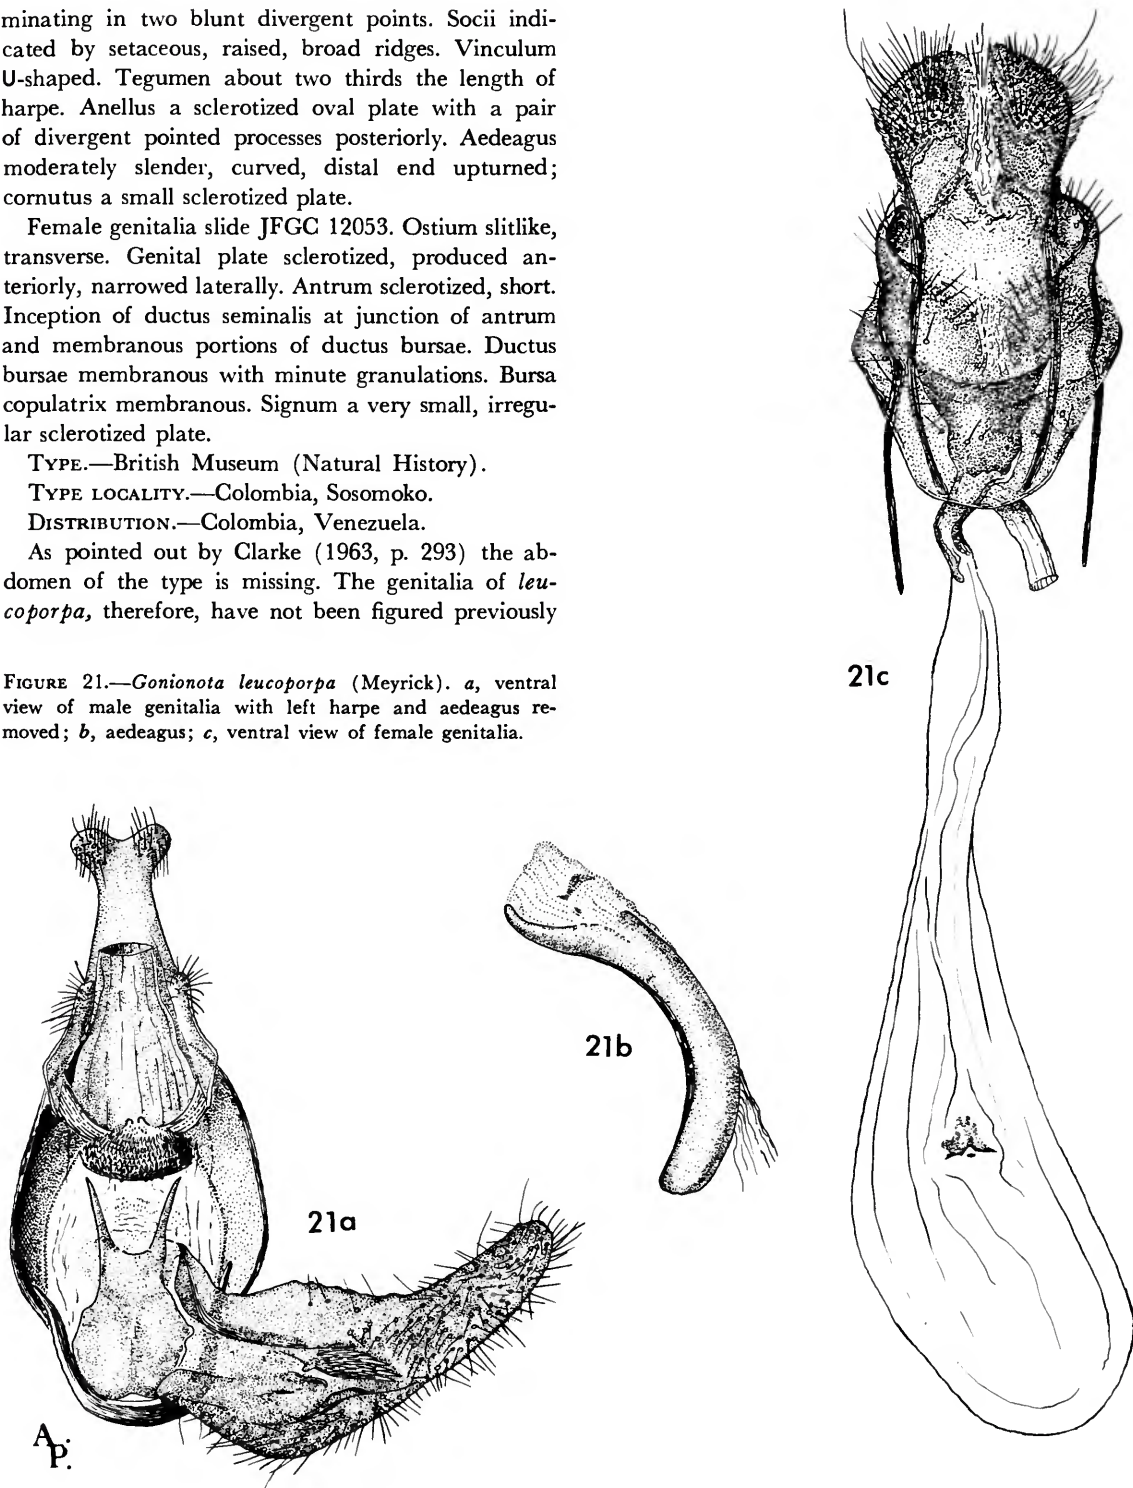 minating in two blunt divergent points. Socii indi-
cated by setaceous, raised, broad ridges. Vinculum
U-shaped. Tegumen about two thirds the length of
harpe. Anellus a sclerotized oval plate with a pair
of divergent pointed processes posteriorly. Aedeagus
moderately slender, curved, distal end upturned;
cornutus a small sclerotized plate.
Female genitalia slide JFGC 12053. Ostium slitlike,
transverse. Genital plate sclerotized, produced an-
teriorly, narrowed laterally. Antrum sclerotized, short.
Inception of ductus seminalis at junction of antrum
and membranous portions of ductus bursae. Ductus
bursae membranous with minute granulations. Bursa
copulatrix membranous. Signum a very small, irregu-
lar sclerotized plate.
TYPE.—British Museum (Natural History).
TYPE LOCALITY.—Colombia, Sosomoko.
DISTRIBUTION.—Colombia, Venezuela.
As pointed out by Clarke (1963, p. 293) the ab-
domen of the type is missing. The genitalia of leu-
coporpa, therefore, have not been figured previously
FIGURE 21.—Gonionota leucoporpa (Meyrick). a, ventral
view of male genitalia with left harpe and aedeagus re-
moved; b, aedeagus; c, ventral view of female genitalia.
21c
21b
21a
A.P.